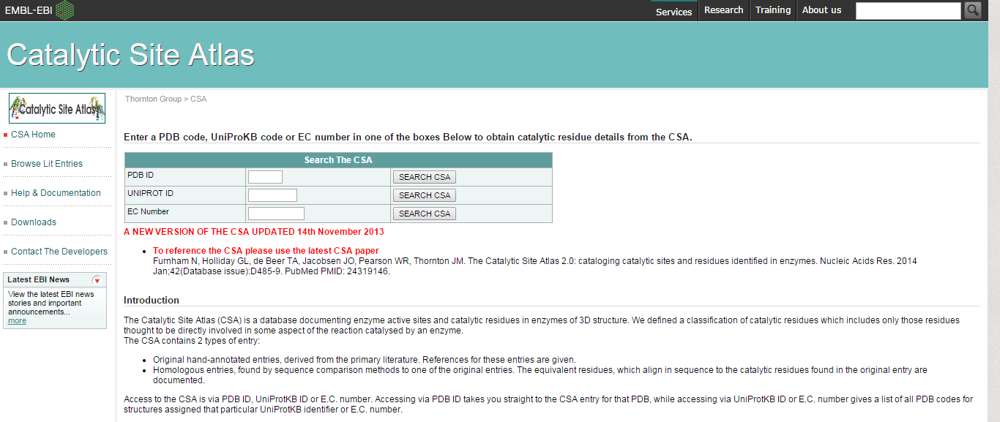 EMBL-EBI
Services
Research
Training
About us
Catalytic Site Atlas
Catalytic Site Atlas
CSA Home
Browse Lit Entries
Help & Documentation
Downloads
Contact The Developers
Latest EBI News
View the latest EBI news
stories and important
announcements...
more
Thornton Group > CSA
Enter a PDB code, UniProKB code or EC number in one of the boxes Below to obtain catalytic residue details from the CSA.
Search The CSA
PDB ID SEARCH CSA
UNIPROT ID SEARCH CSA
EC Number SEARCH CSA
A NEW VERSION OF THE CSA UPDATED 14th November 2013
To reference the CSA please use the latest CSA paper
Furnham N, Holliday GL, de Beer TA, Jacobsen JO, Pearson WR, Thornton JM. The Catalytic Site Atlas 2.0: cataloging catalytic sites and residues identified in enzymes. Nucleic Acids Res. 2014
Jan;42(Database issue):D485-9. PubMed PMID: 24319146.
Introduction
The Catalytic Site Atlas (CSA) is a database documenting enzyme active sites and catalytic residues in enzymes of 3D structure. We defined a classification of catalytic residues which includes only those residues
thought to be directly involved in some aspect of the reaction catalysed by an enzyme.
The CSA contains 2 types of entry:
Original hand-annotated entries, derived from the primary literature. References for these entries are given.
Homologous entries, found by sequence comparison methods to one of the original entries. The equivalent residues, which align in sequence to the catalytic residues found in the original entry are
documented.
Access to the CSA is via PDB ID, UniProtKB ID or E.C. number. Accessing via PDB ID takes you straight to the CSA entry for that PDB, while accessing via UniProtKB ID or E.C. number gives a list of all PDB codes for
structures assigned that particular UniProtKB identifier or E.C. number.